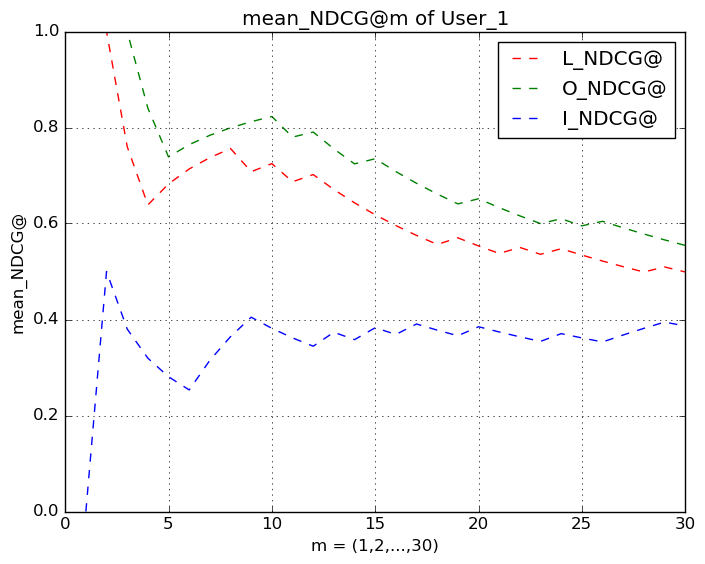 mean_NDCG@m of User_1
L_NDCG@
O_NDCG@
I_NDCG@
mean_NDCG@
1.0
0.8
0.6
0.4
0.2
0.0
0 5 10 15 20 25 30
m = (1,2,...,30)